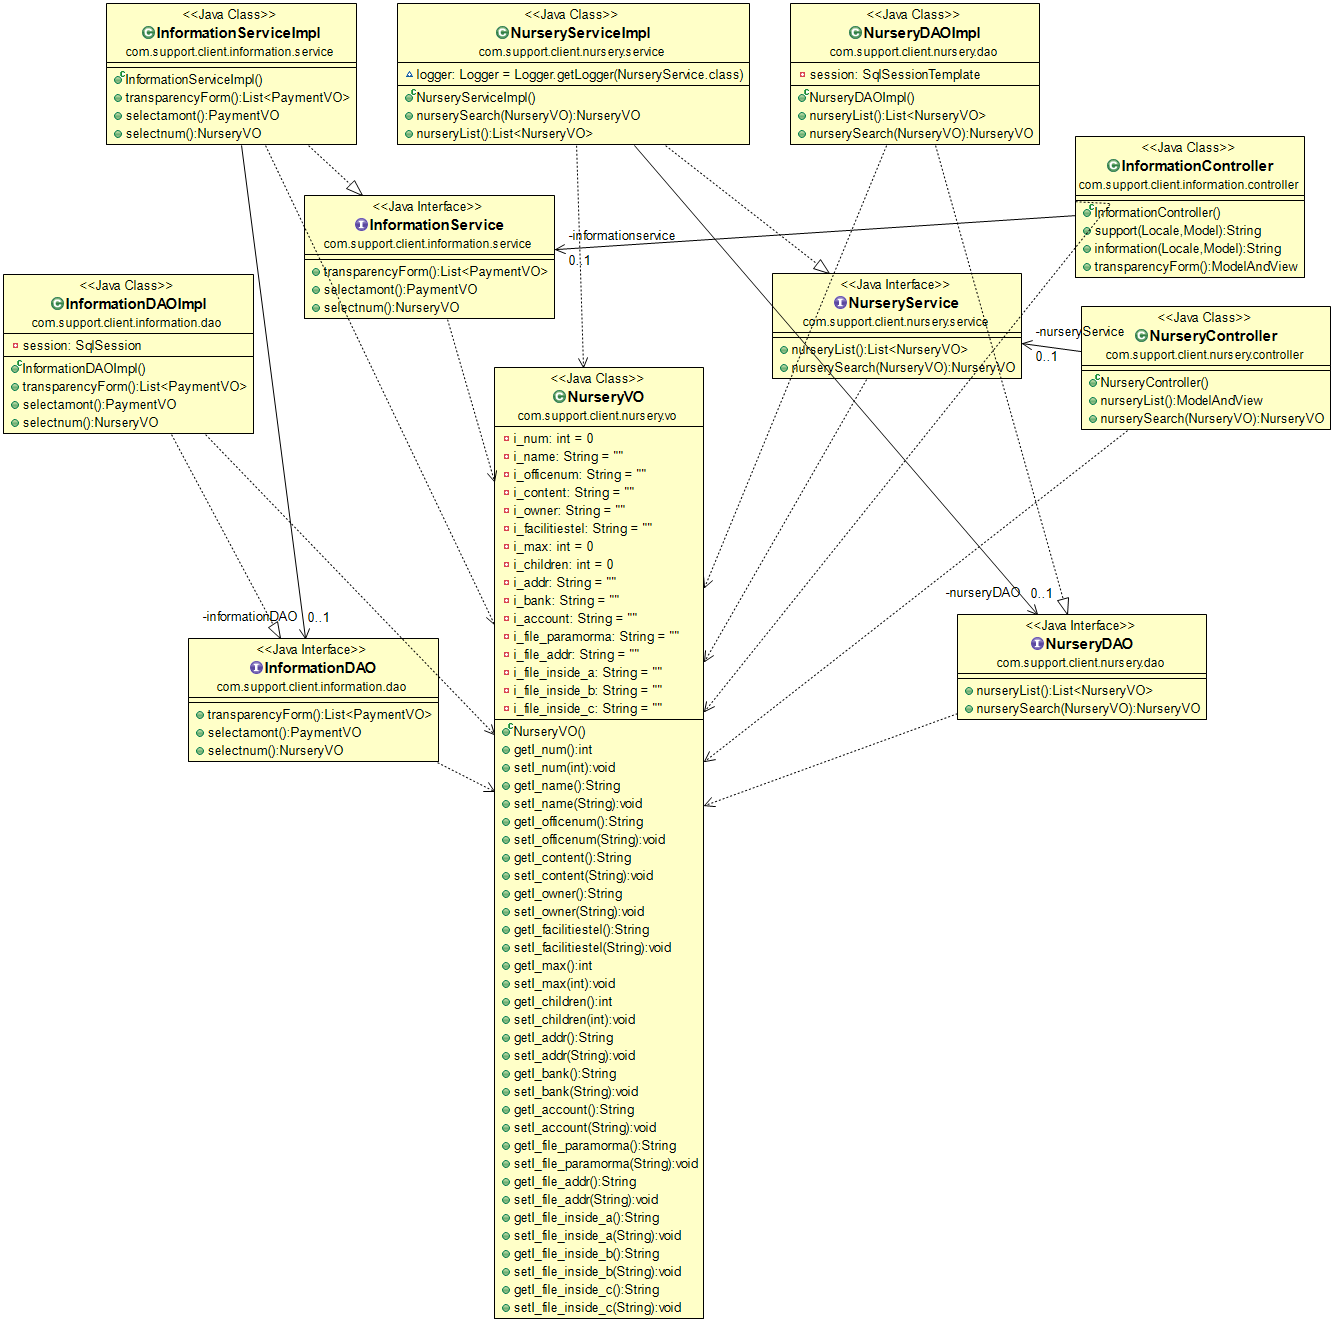 <<Java Class>>
InformationServiceImpl
com.support.client.information.service
InformationServiceImpl()
transparencyForm():List<PaymentVO>
selectamont():PaymentVO
selectnum():NurseryVO
<<Java Class>>
NurseryServiceImpl
com.support.client.nursery.service
logger: Logger = Logger.getLogger(NurseryService.class)
NurseryServiceImpl()
nurserySearch(NurseryVO):NurseryVO
nurseryList():List<NurseryVO>
<<Java Class>>
NurseryDAOImpl
com.support.client.nursery.dao
session: SqlSessionTemplate
NurseryDAOImpl()
nurseryList():List<NurseryVO>
nurserySearch(NurseryVO):NurseryVO
<<Java Class>>
InformationController
com.support.client.information.controller
InformationController()
support(Locale,Model):String
information(Locale,Model):String
transparencyForm():ModelAndView
<<Java Interface>>
InformationService
com.support.client.information.service
transparencyForm():List<PaymentVO>
selectamont():PaymentVO
selectnum():NurseryVO
-informationservice
0..1
<<Java Class>>
InformationDAOImpl
com.support.client.information.dao
session: SqlSession
InformationDAOImpl()
transparencyForm():List<PaymentVO>
selectamont():PaymentVO
selectnum():NurseryVO
<<Java Interface>>
NurseryService
com.support.client.nursery.service
nurseryList():List<NurseryVO>
nurserySearch(NurseryVO):NurseryVO
-nurseryService
0..1
<<Java Class>>
NurseryController
com.support.client.nursery.controller
NurseryController()
nurseryList():ModelAndView
nurserySearch(NurseryVO):NurseryVO
<<Java Class>>
NurseryVO
com.support.client.nursery.vo
i_num: int = 0
i_name: String = ""
i_officenum: String = ""
i_content: String = ""
i_owner: String = ""
i_facilitiestel: String = ""
i_max: int = 0
i_children: int = 0
i_addr: String = ""
i_bank: String = ""
i_account: String = ""
i_file_paramorma: String = ""
i_file_addr: String = ""
i_file_inside_a: String = ""
i_file_inside_b: String = ""
i_file_inside_c: String = ""
NurseryVO()
getI_num():int
setI_num(int):void
getI_name():String
setI_name(String):void
getI_officenum():String
setI_officenum(String):void
getI_content():String
setI_content(String):void
getI_owner():String
setI_owner(String):void
getI_facilitiestel():String
setI_facilitiestel(String):void
getI_max():int
setI_max(int):void
getI_children():int
setI_children(int):void
getI_addr():String
setI_addr(String):void
getI_bank():String
setI_bank(String):void
getI_account():String
setI_account(String):void
getI_file_paramorma():String
setI_file_paramorma(String):void
getI_file_addr():String
setI_file_addr(String):void
getI_file_inside_a():String
setI_file_inside_a(String):void
getI_file_inside_b():String
setI_file_inside_b(String):void
getI_file_inside_c():String
setI_file_inside_c(String):void
-informationDAO
0..1
<<Java Interface>>
InformationDAO
com.support.client.information.dao
transparencyForm():List<PaymentVO>
selectamont():PaymentVO
selectnum():NurseryVO
-nurseryDAO
0..1
<<Java Interface>>
NurseryDAO
com.support.client.nursery.dao
nurseryList():List<NurseryVO>
nurserySearch(NurseryVO):NurseryVO